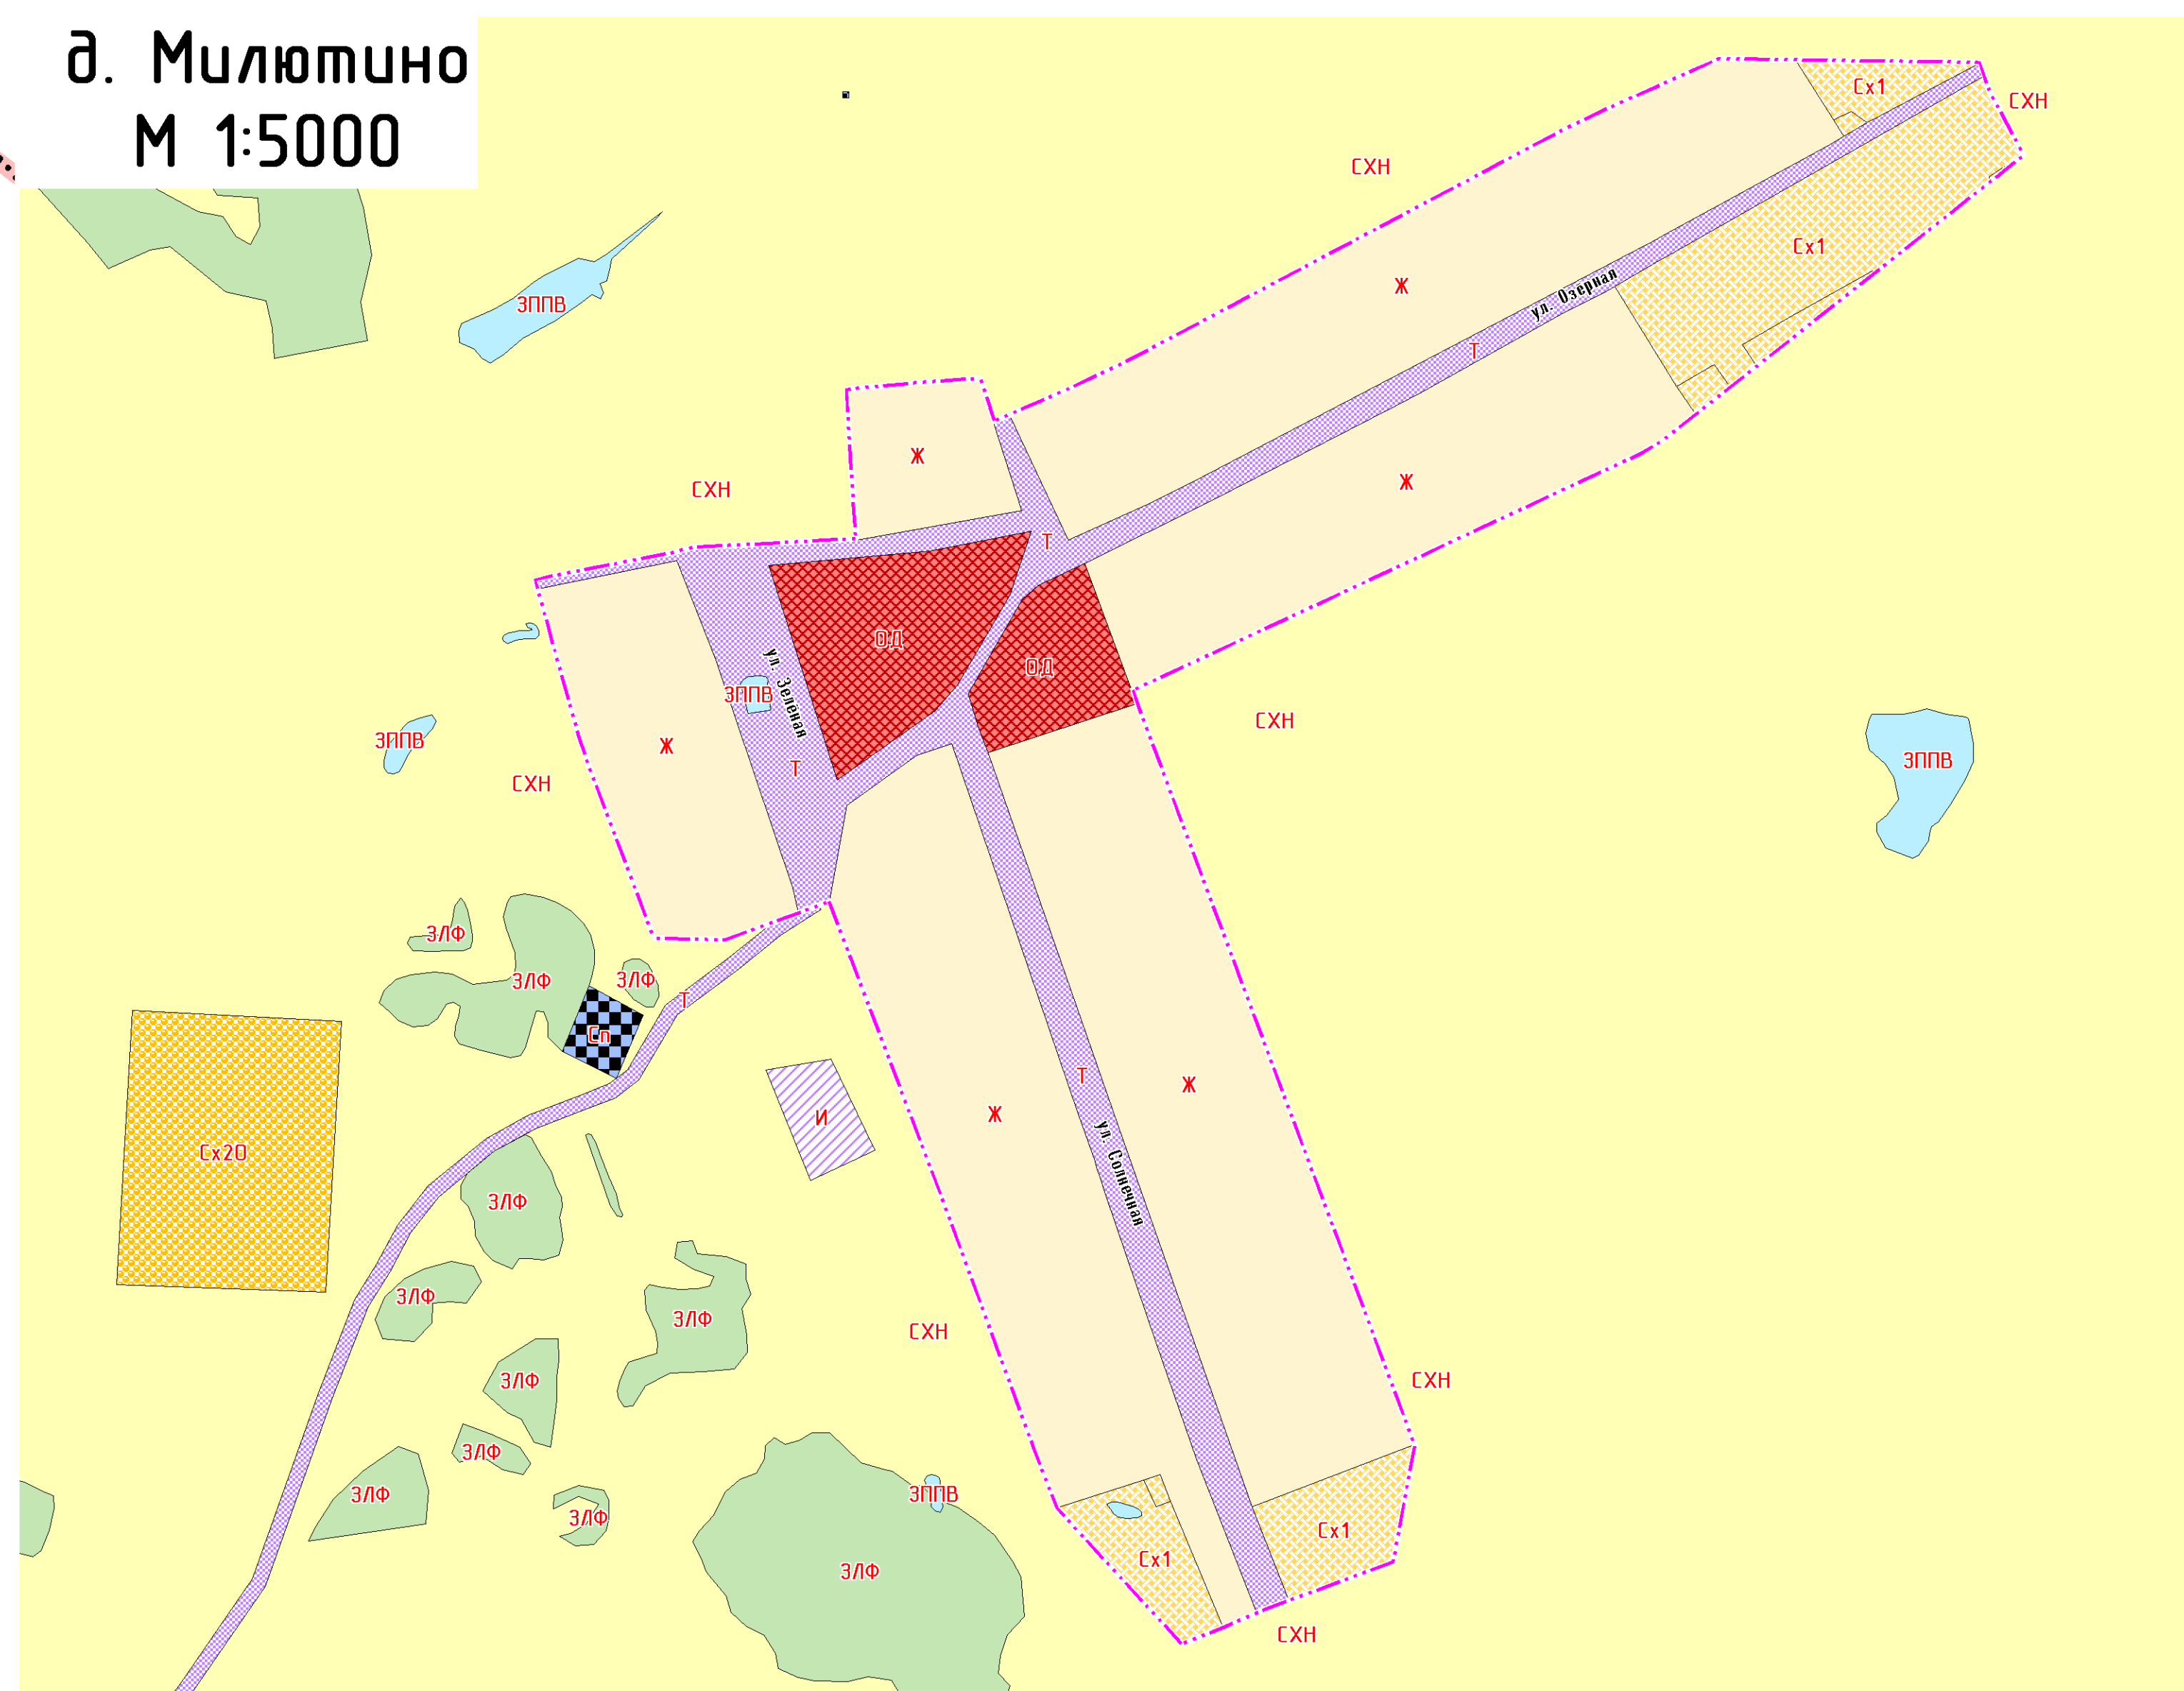 д. Милютино
М 1:5000
Сх1
СХН
СХН
Сх1
Ж
ул. Озерная
ЗППВ
Т
Ж
Ж
СХН
Т
ОД
ОД
ул. Зеленая
ЗППВ
СХН
ЗППВ
Ж
ЗППВ
Т
СХН
ЗЛФ
ЗЛФ
ЗЛФ
Т
Сп
Т
Ж
Ж
И
Сх20
ул. Солнечная
ЗЛФ
ЗЛФ
ЗЛФ
СХН
СХН
ЗЛФ
ЗЛФ
ЗЛФ
ЗППВ
ЗЛФ
Сх1
Сх1
ЗЛФ
СХН